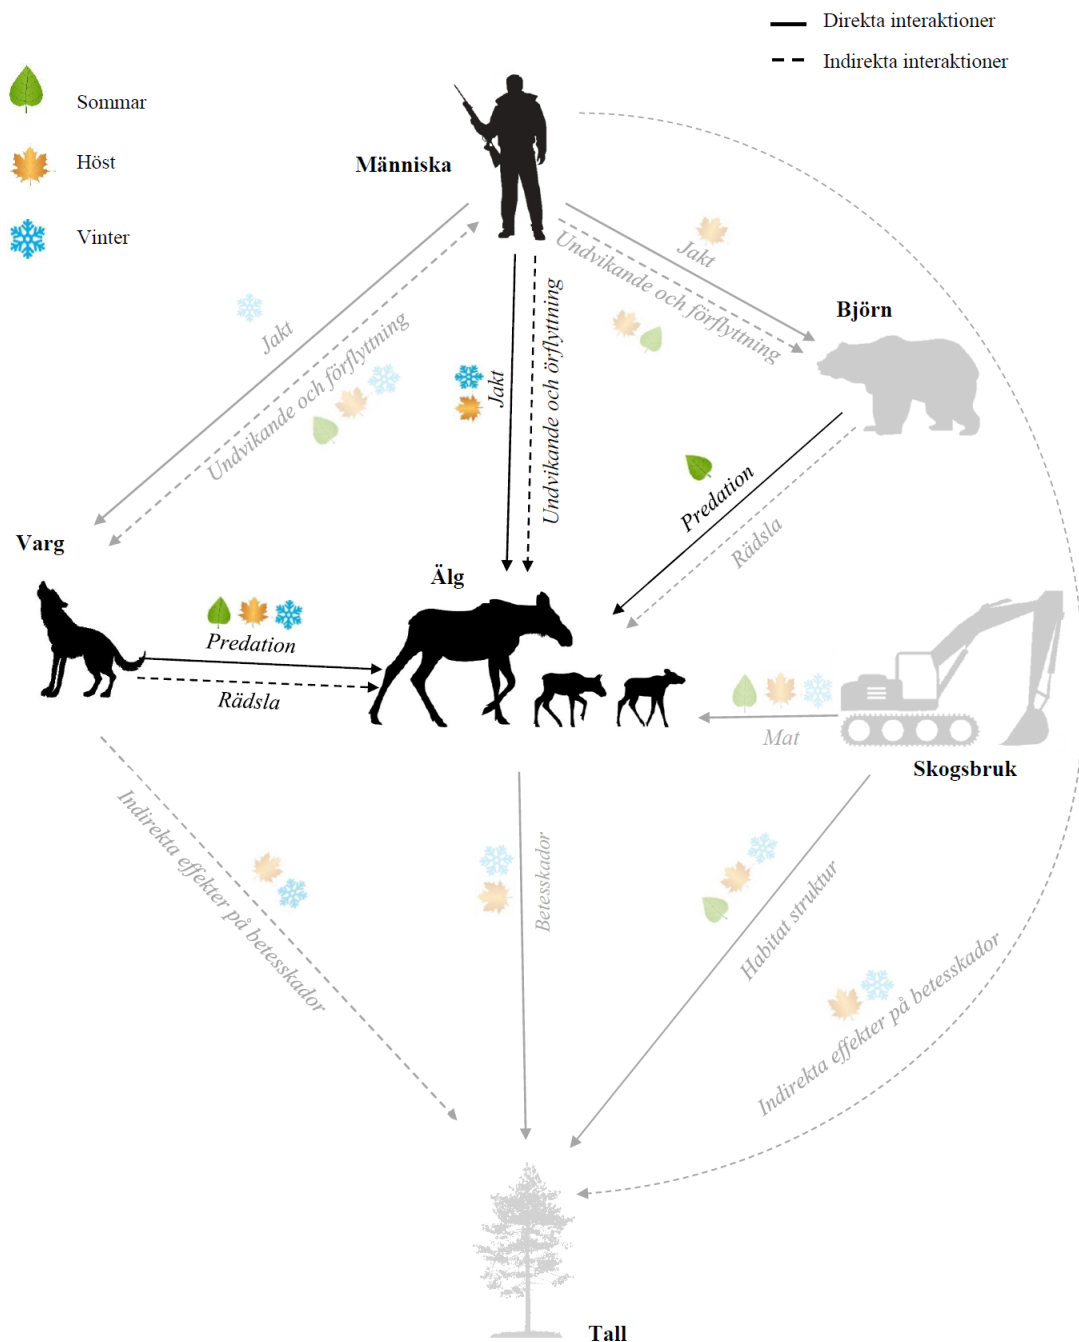 Direkta interaktioner
Indirekta interaktioner
Sommar
Höst
Vinter
Människa
Jakt
Undvikande och förflyttning
Björn
Jakt
Undvikande och förflyttning
Jakt
Undvikande och örflyttning
Predation
Rädsla
Varg
Älg
Predation
Rädsla
Mat
Skogsbruk
Indirekta effekter på betesskador
Betesskador
Habitat struktur
Indirekta effekter på betesskador
Tall